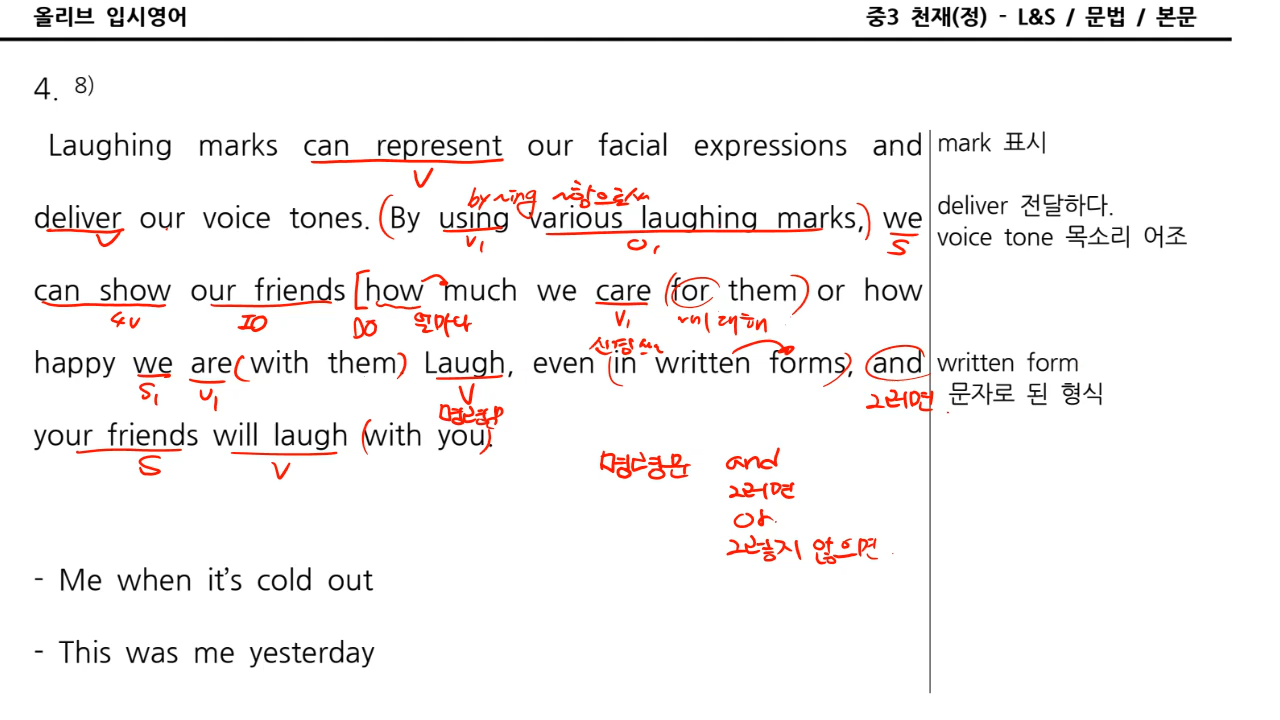 올리브 입시영어
중3 천재(정) - L&S / 문법 / 본문
4. 8)
Laughing marks can represent our facial expressions and
mark 표시
V
by ~ing ~함으로써
deliver our voice tones. (By using various laughing marks,) we
deliver 전달하다.
voice tone 목소리 어조
V V₁ O₁ S
can show our friends [how much we care (for them) or how
4V IO DO 얼마나 V₁ 에 대해
신경 쓰
happy we are (with them) Laugh, even (in written forms), and
written form
문자로 된 형식
S₁ V₁ V 그러면
명령문
your friends will laugh (with you).
S V
명령문 and
그러면
or
그렇지 않으면
- Me when it's cold out
- This was me yesterday